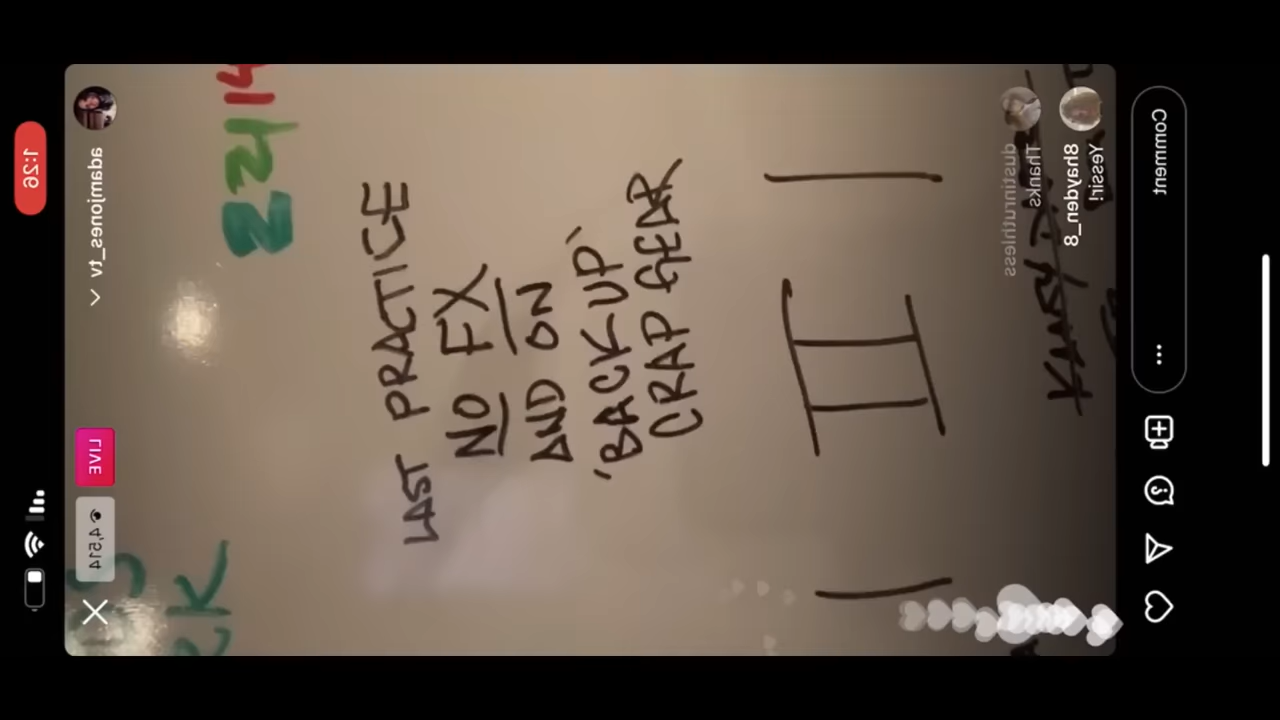 1:26
adamjones_tv
LIVE
4,514
LAST PRACTICE
NO FX
AND ON
'BACK UP'
CRAP GEAR
dustinruthless
Thanks
8hayden_8
Yessir!
Comment